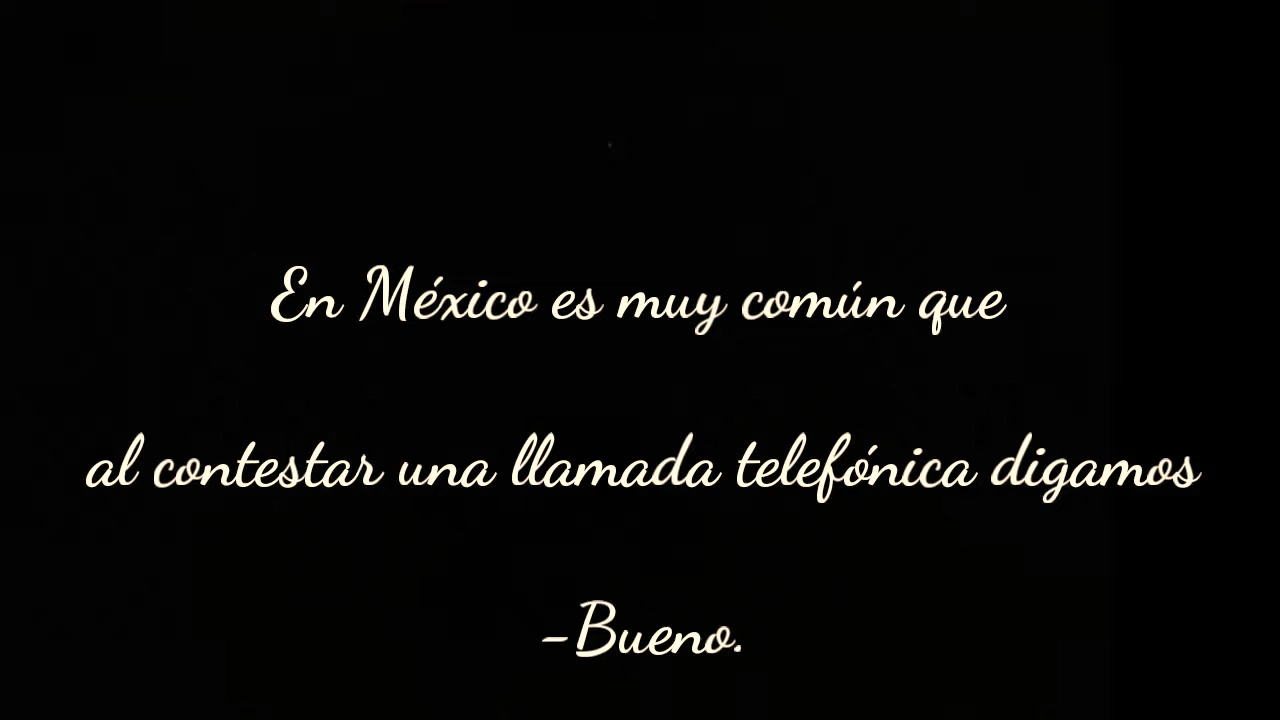 En México es muy común que
al contestar una llamada telefónica digamos
-Bueno.